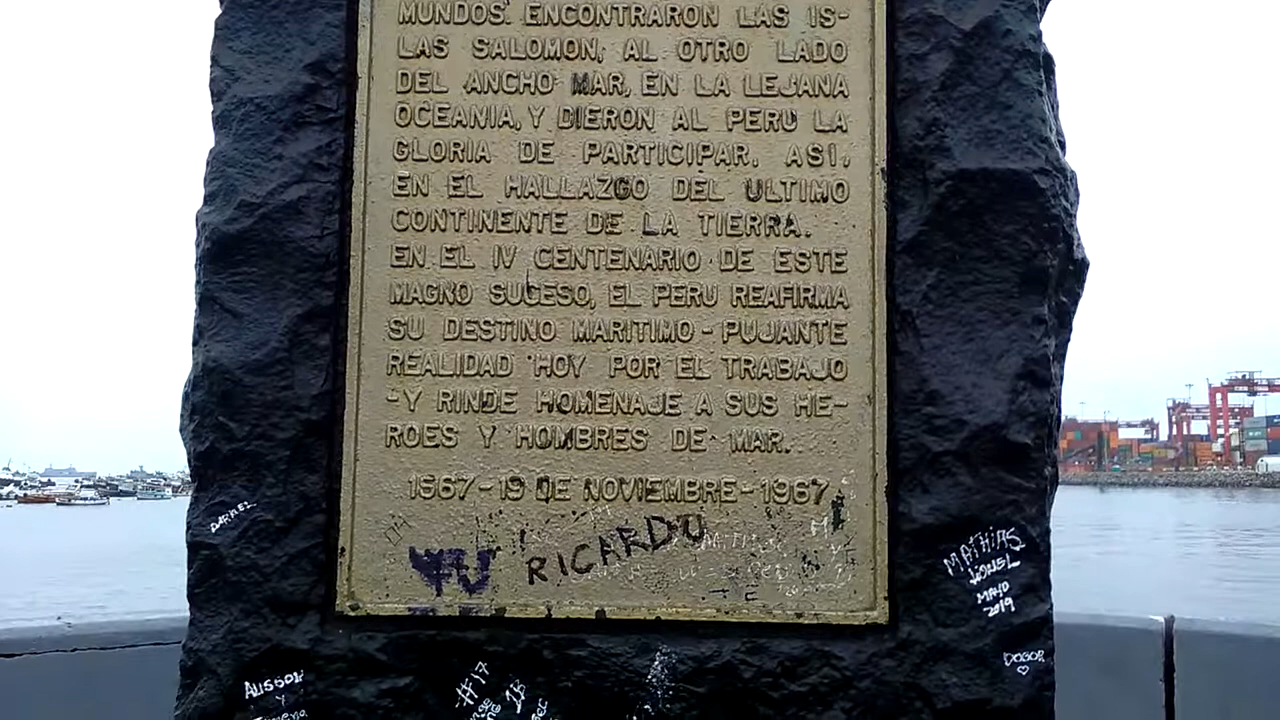 MUNDOS. ENCONTRARON LAS IS-
LAS SALOMON, AL OTRO LADO
DEL ANCHO MAR, EN LA LEJANA
OCEANIA, Y DIERON AL PERU LA
GLORIA DE PARTICIPAR, ASI,
EN EL HALLAZGO DEL ULTIMO
CONTINENTE DE LA TIERRA.
EN EL IV CENTENARIO DE ESTE
MAGNO SUCESO, EL PERU REAFIRMA
SU DESTINO MARITIMO - PUJANTE
REALIDAD HOY POR EL TRABAJO
-Y RINDE HOMENAJE A SUS HE-
ROES Y HOMBRES DE MAR.
1567-19 DE NOVIEMBRE-1967
RICARDO
MATHiAS
LIONEL
MAYO
2019
ALISSON
Y
#17